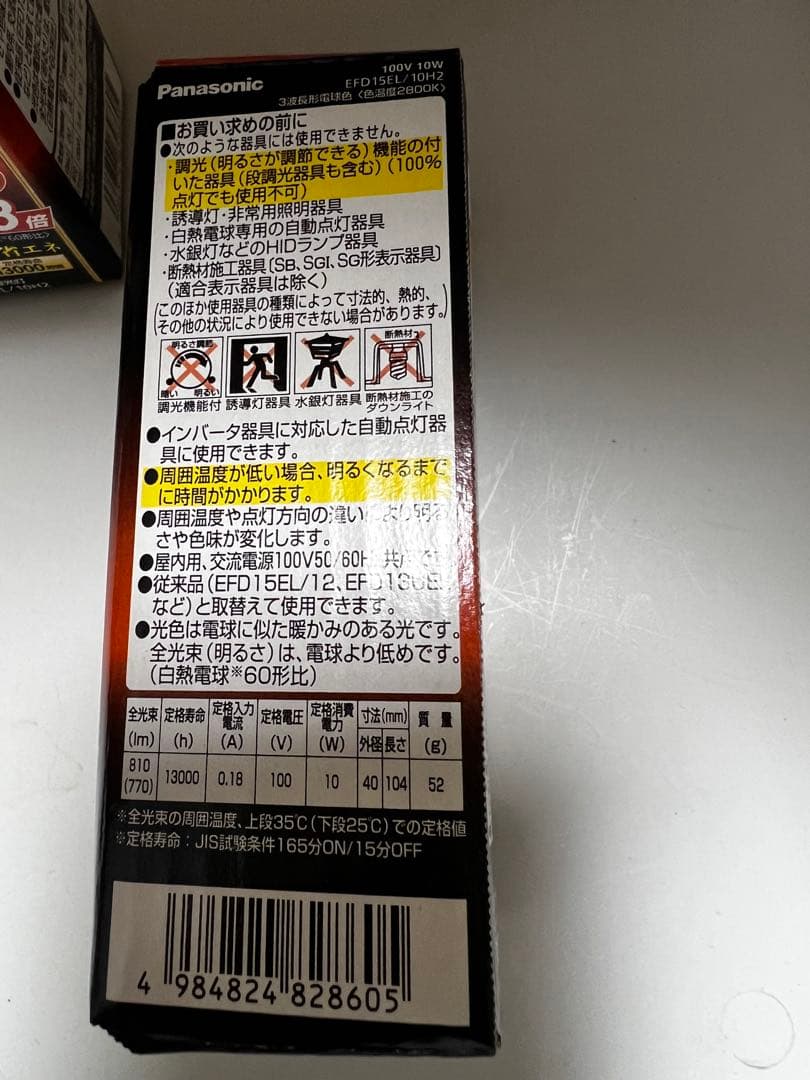 Panasonic
100V 10W
EFD15EL/10H2
3波長形電球色〈色温度2800K〉
■お買い求めの前に
●次のような器具には使用できません。
・調光(明るさが調節できる)機能の付
いた器具(段調光器具も含む)(100%
点灯でも使用不可)
・誘導灯・非常用照明器具
・白熱電球専用の自動点灯器具
・水銀灯などのHIDランプ器具
・断熱材施工器具〔SB、SGI、SG形表示器具〕
(適合表示器具は除く)
(このほか使用器具の種類によって寸法的、熱的、
その他の状況により使用できない場合があります。)
明るさ調節
暗い 明るい
断熱材
調光機能付 誘導灯器具 水銀灯器具 断熱材施工の
ダウンライト
●インバータ器具に対応した自動点灯器
具に使用できます。
●周囲温度が低い場合、明るくなるまで
に時間がかかります。
●周囲温度や点灯方向の違いにより明る
さや色味が変化します。
●屋内用、交流電源100V50/60H 共
●従来品(EFD15EL/12、
など)と取替えて使用できます。
●光色は電球に似た暖かみのある光です。
全光束(明るさ)は、電球より低めです。
(白熱電球※60形比)
全光束 定格寿命 定格入力電流 定格電圧 定格消費電力 寸法(mm) 質量
(lm) (h) (A) (V) (W) 外径 長さ (g)
810
(770) 13000 0.18 100 10 40 104 52
※全光束の周囲温度、上段35℃(下段25℃)での定格値
※定格寿命:JIS試験条件165分ON/15分OFF
4 984824 828605
倍
省エネ
定格寿命
13000時間
/10H2